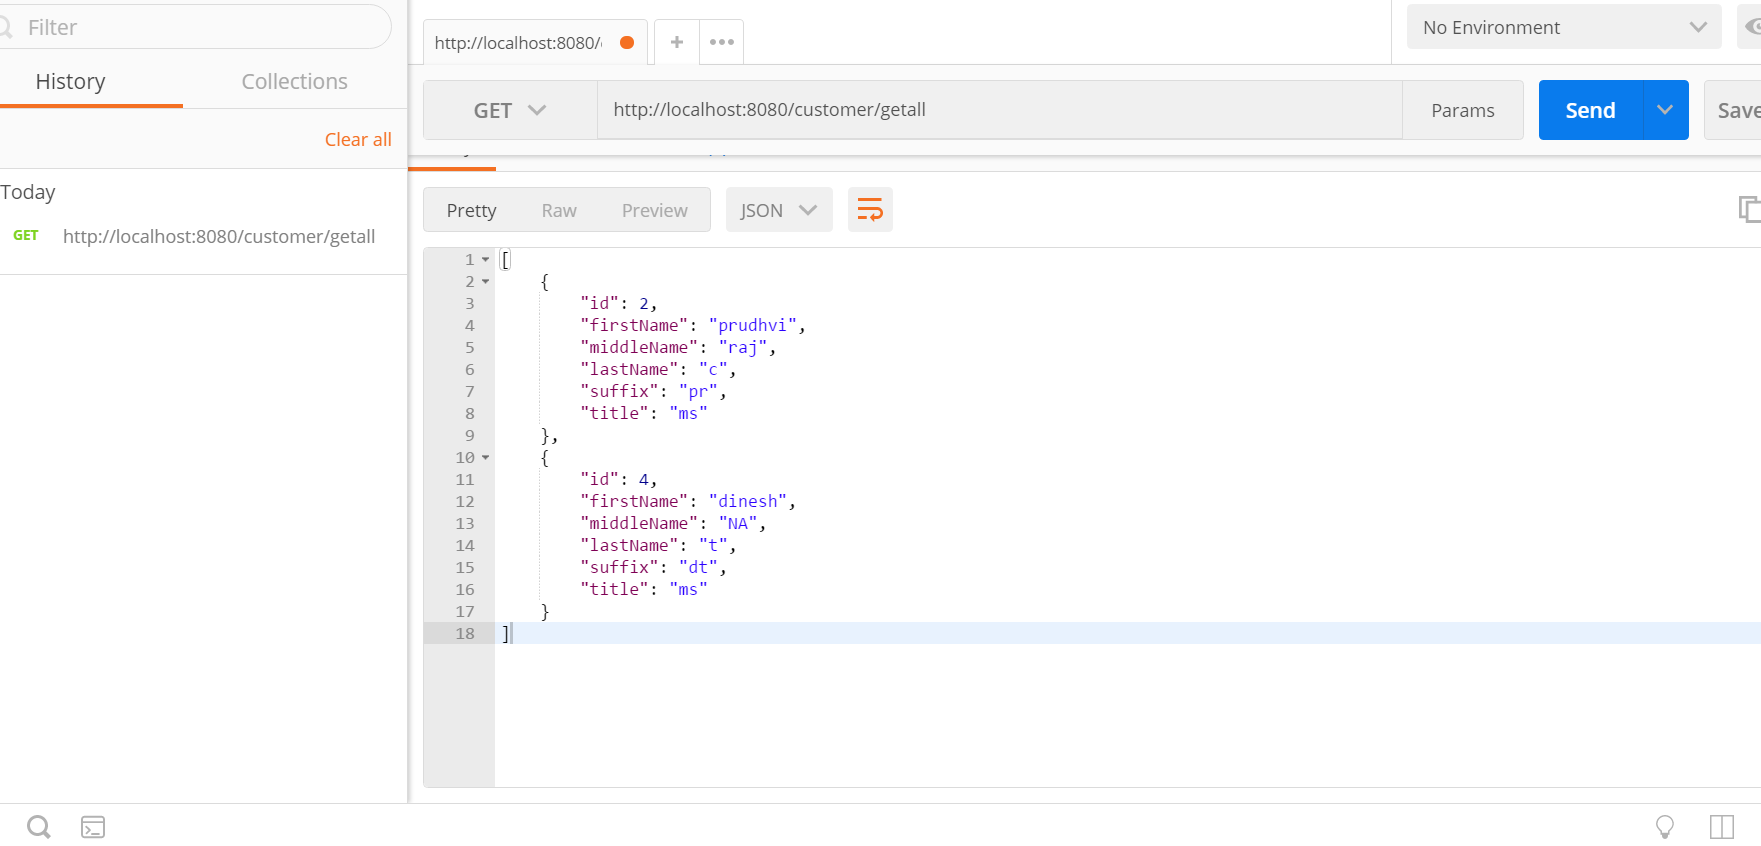 Filter
History Collections
Clear all
Today
GET http://localhost:8080/customer/getall
http://localhost:8080/
No Environment
GET http://localhost:8080/customer/getall Params Send Save
Pretty Raw Preview JSON
1 [
2 {
3 "id": 2,
4 "firstName": "prudhvi",
5 "middleName": "raj",
6 "lastName": "c",
7 "suffix": "pr",
8 "title": "ms"
9 },
10 {
11 "id": 4,
12 "firstName": "dinesh",
13 "middleName": "NA",
14 "lastName": "t",
15 "suffix": "dt",
16 "title": "ms"
17 }
18 ]